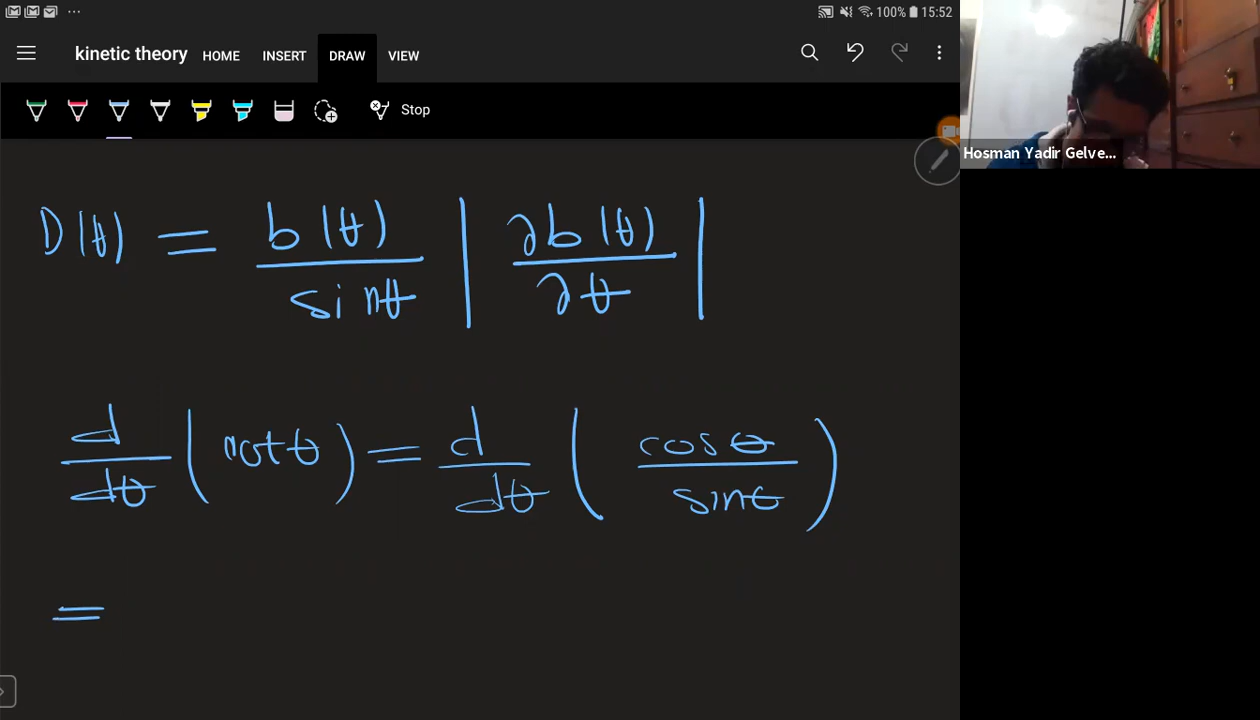 100% 15:52
kinetic theory HOME INSERT DRAW VIEW
Stop
Hosman Yadir Gelve...
D(θ) = b(θ)/sinθ |∂b(θ)/∂θ|
d/dθ (cotθ) = d/dθ (cosθ/sinθ)
=